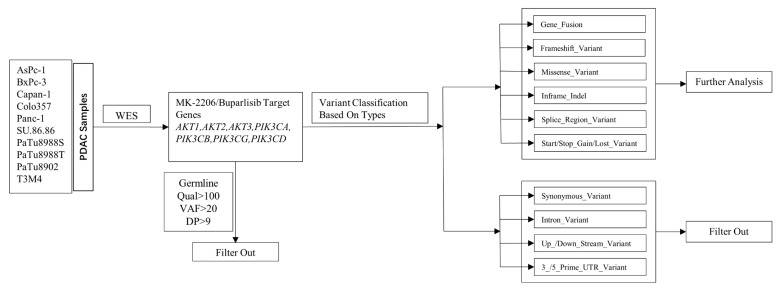 AsPc-1
BxPc-3
Capan-1
Colo357
Panc-1
SU.86.86
PaTu8988S
PaTu8988T
PaTu8902
T3M4
PDAC Samples
WES
MK-2206/Buparlisib Target
Genes
AKT1,AKT2,AKT3,PIK3CA,
PIK3CB,PIK3CG,PIK3CD
Germline
Qual>100
VAF>20
DP>9
Filter Out
Variant Classification
Based On Types
Gene_Fusion
Frameshift_Variant
Missense_Variant
Inframe_Indel
Splice_Region_Variant
Start/Stop_Gain/Lost_Variant
Further Analysis
Synonymous_Variant
Intron_Variant
Up_/Down_Stream_Variant
3_/5_Prime_UTR_Variant
Filter Out